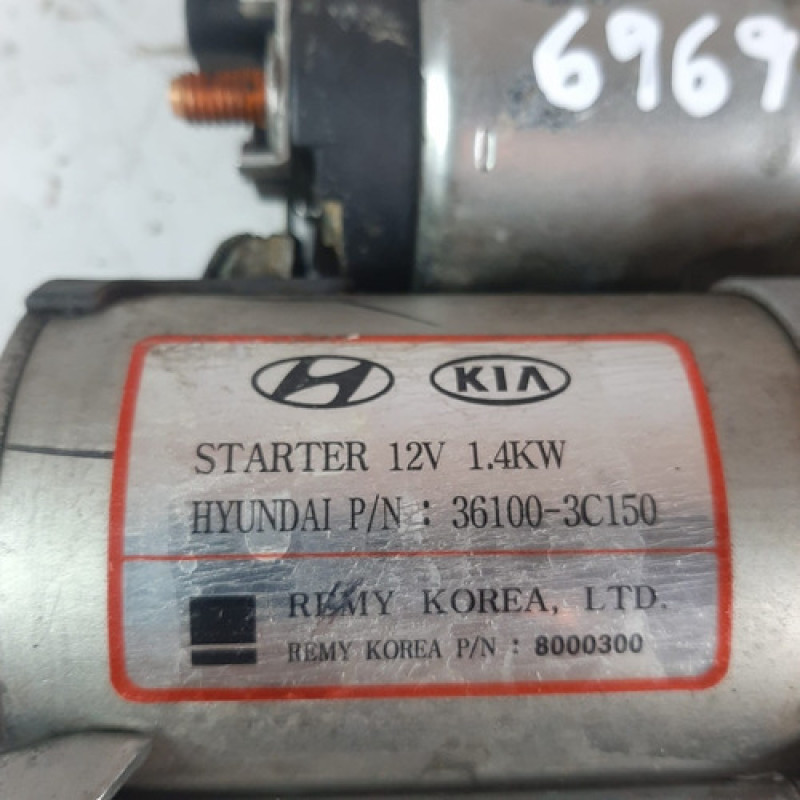 6969
KIA
STARTER 12V 1.4KW
HYUNDAI P/N : 36100-3C150
REMY KOREA, LTD.
REMY KOREA P/N : 8000300